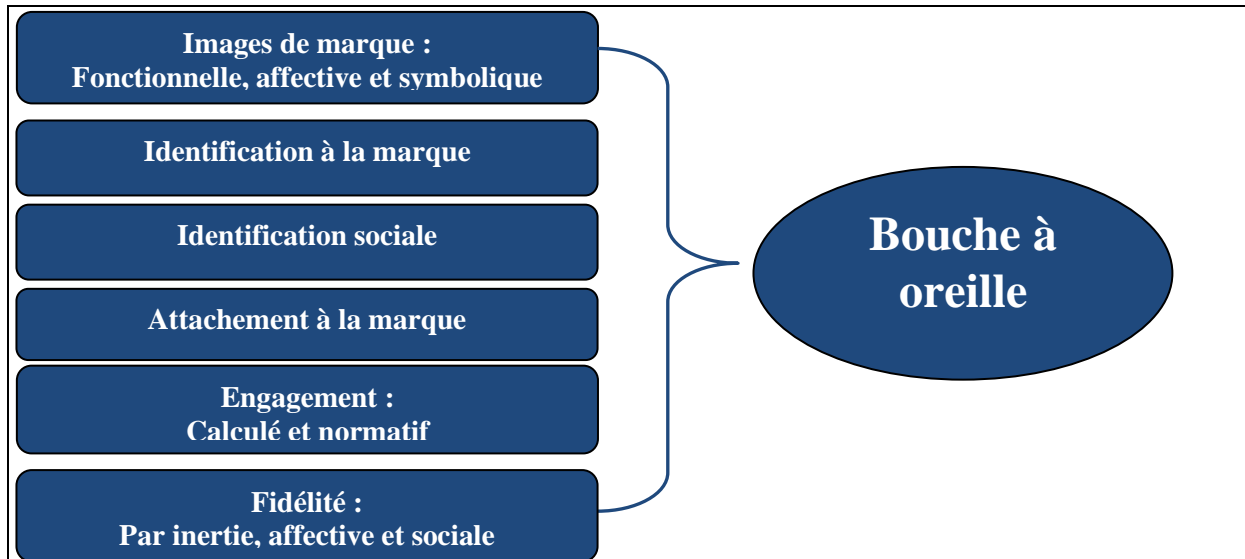 Images de marque :
Fonctionnelle, affective et symbolique
Identification à la marque
Identification sociale
Attachement à la marque
Engagement :
Calculé et normatif
Fidélité :
Par inertie, affective et sociale
Bouche à
oreille